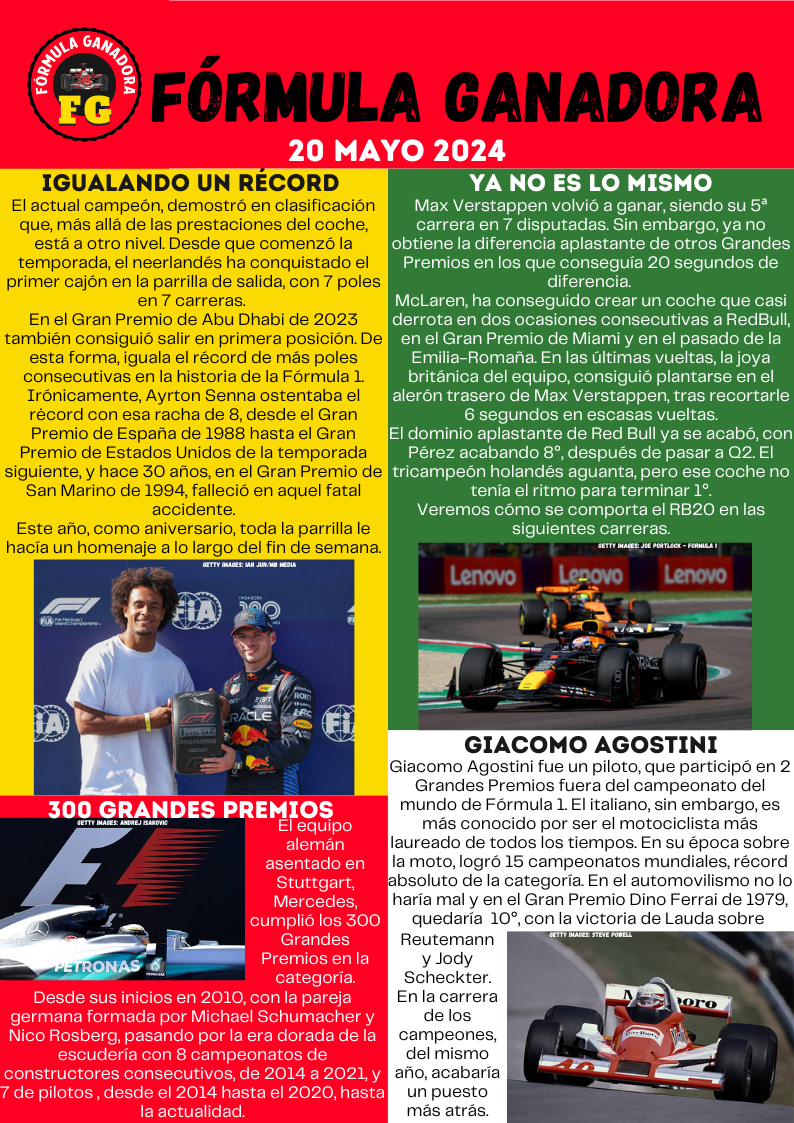 FÓRMULA GANADORA
FG
FÓRMULA GANADORA
20 MAYO 2024
IGUALANDO UN RÉCORD
El actual campeón, demostró en clasificación
que, más allá de las prestaciones del coche,
está a otro nivel. Desde que comenzó la
temporada, el neerlandés ha conquistado el
primer cajón en la parrilla de salida, con 7 poles
en 7 carreras.
En el Gran Premio de Abu Dhabi de 2023
también consiguió salir en primera posición. De
esta forma, iguala el récord de más poles
consecutivas en la historia de la Fórmula 1.
Irónicamente, Ayrton Senna ostentaba el
récord con esa racha de 8, desde el Gran
Premio de España de 1988 hasta el Gran
Premio de Estados Unidos de la temporada
siguiente, y hace 30 años, en el Gran Premio de
San Marino de 1994, falleció en aquel fatal
accidente.
Este año, como aniversario, toda la parrilla le
hacía un homenaje a lo largo del fin de semana.
GETTY IMAGES: IAN JUN/MB MEDIA
FIA
ORACLE
Red Bull
300 GRANDES PREMIOS
GETTY IMAGES: ANDREJ ISAKOVIC
El equipo
alemán
asentado en
Stuttgart,
Mercedes,
cumplió los 300
Grandes
Premios en la
categoría.
PETRONAS
Desde sus inicios en 2010, con la pareja
germana formada por Michael Schumacher y
Nico Rosberg, pasando por la era dorada de la
escudería con 8 campeonatos de
constructores consecutivos, de 2014 a 2021, y
7 de pilotos , desde el 2014 hasta el 2020, hasta
la actualidad.
YA NO ES LO MISMO
Max Verstappen volvió a ganar, siendo su 5ª
carrera en 7 disputadas. Sin embargo, ya no
obtiene la diferencia aplastante de otros Grandes
Premios en los que conseguía 20 segundos de
diferencia.
McLaren, ha conseguido crear un coche que casi
derrota en dos ocasiones consecutivas a RedBull,
en el Gran Premio de Miami y en el pasado de la
Emilia-Romaña. En las últimas vueltas, la joya
británica del equipo, consiguió plantarse en el
alerón trasero de Max Verstappen, tras recortarle
6 segundos en escasas vueltas.
El dominio aplastante de Red Bull ya se acabó, con
Pérez acabando 8°, después de pasar a Q2. El
tricampeón holandés aguanta, pero ese coche no
tenía el ritmo para terminar 1°.
Veremos cómo se comporta el RB20 en las
siguientes carreras.
GETTY IMAGES: JOE PORTLOCK - FORMULA 1
Lenovo
Lenovo
Lenovo
GIACOMO AGOSTINI
Giacomo Agostini fue un piloto, que participó en 2
Grandes Premios fuera del campeonato del
mundo de Fórmula 1. El italiano, sin embargo, es
más conocido por ser el motociclista más
laureado de todos los tiempos. En su época sobre
la moto, logró 15 campeonatos mundiales, récord
absoluto de la categoría. En el automovilismo no lo
haría mal y en el Gran Premio Dino Ferrai de 1979,
quedaría 10°, con la victoria de Lauda sobre
Reutemann
y Jody
Scheckter.
En la carrera
de los
campeones,
del mismo
año, acabaría
un puesto
más atrás.
GETTY IMAGES: STEVE POWELL
Marlboro
40